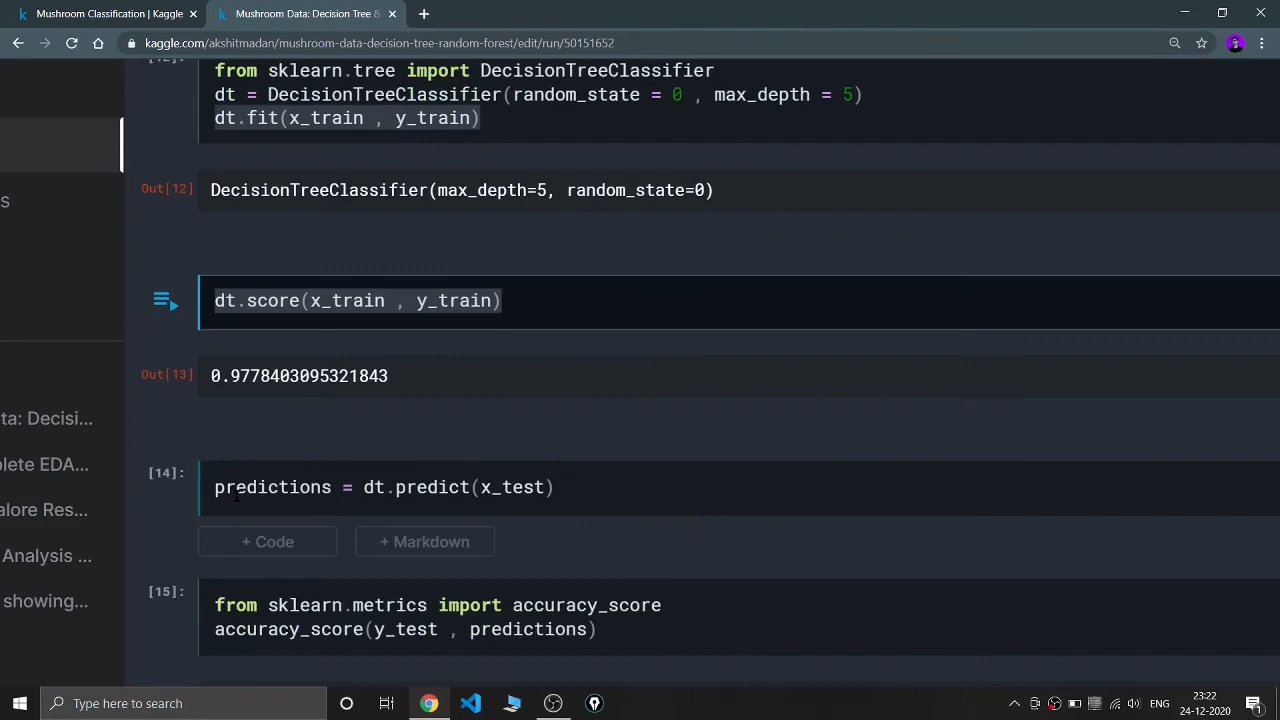 Mushroom Classification | Kaggle
Mushroom Data: Decision Tree &
kaggle.com/akshitmadan/mushroom-data-decision-tree-random-forest/edit/run/50151652
from sklearn.tree import DecisionTreeClassifier
dt = DecisionTreeClassifier(random_state = 0 , max_depth = 5)
dt.fit(x_train , y_train)
Out[12]
DecisionTreeClassifier(max_depth=5, random_state=0)
s
dt.score(x_train , y_train)
Out[13]
0.9778403095321843
ta: Decisi...
plete EDA...
[14]:
predictions = dt.predict(x_test)
alore Res...
+ Code
+ Markdown
Analysis ...
[15]:
showing...
from sklearn.metrics import accuracy_score
accuracy_score(y_test , predictions)
Type here to search
ENG
23:22
24-12-2020